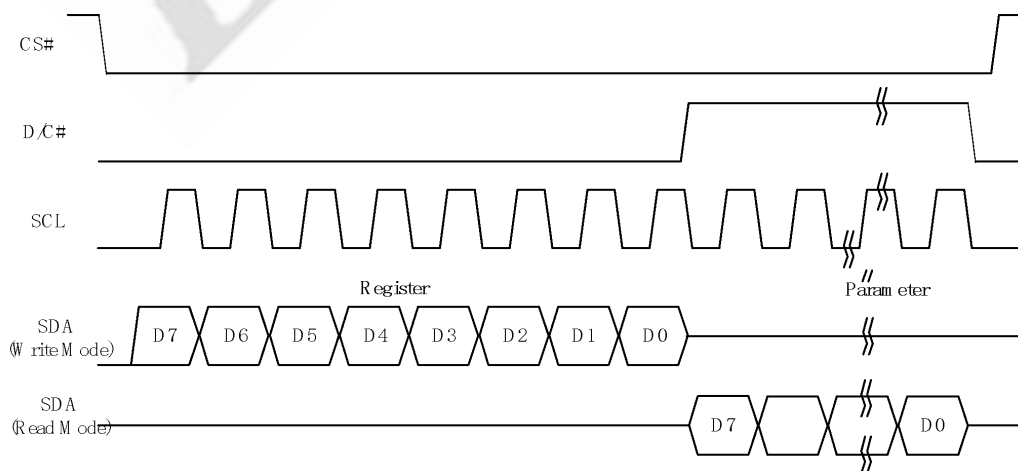 CS#
D/C#
SCL
Register Parameter
SDA
(Write Mode)
D7 D6 D5 D4 D3 D2 D1 D0
SDA
(Read Mode)
D7 D0